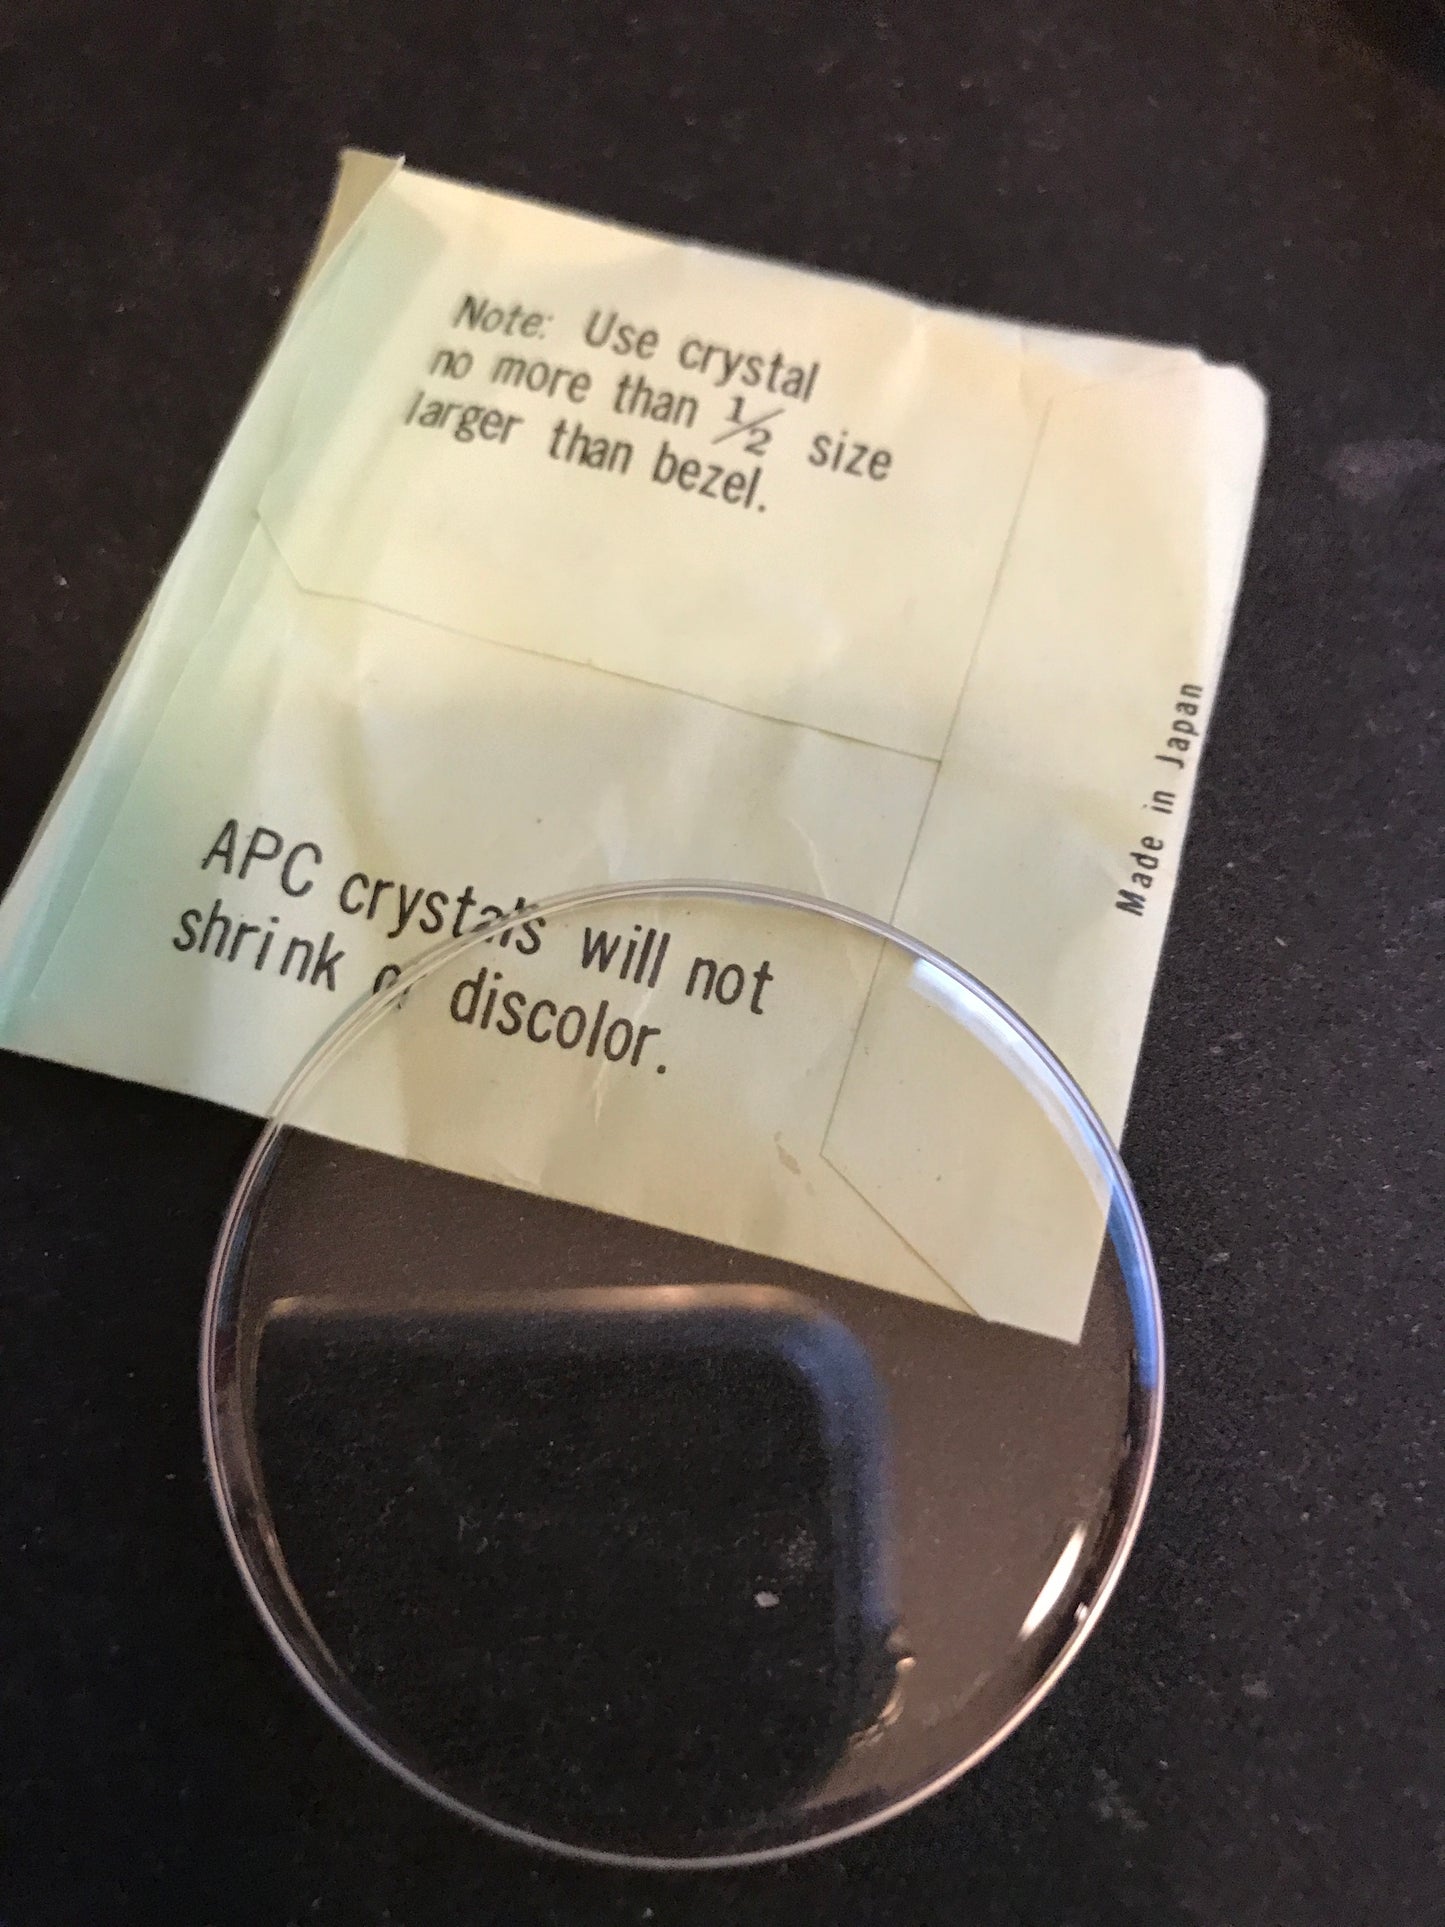 Note: Use crystal
no more than ½ size
larger than bezel.
Made in Japan
APC crystals will not
shrink or discolor.